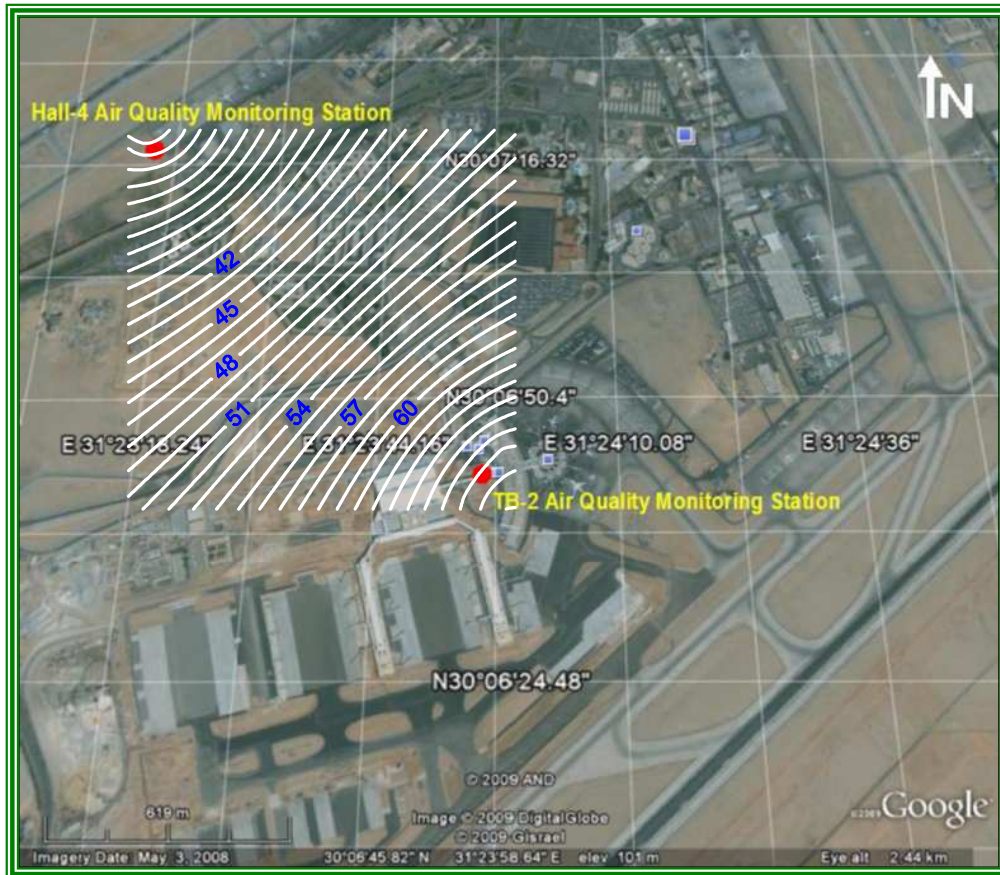 N
Hall-4 Air Quality Monitoring Station
N30°07'16.32"
42
45
48
51 54 57 60
N30°06'50.4"
E 31°23'18.24" E 31°23'44.16" E 31°24'10.08" E 31°24'36"
TB-2 Air Quality Monitoring Station
N30°06'24.48"
© 2009 AND
619 m
Image © 2009 DigitalGlobe
© 2009 Gisrael
©2009 Google
Imagery Date: May 3, 2008 30°06'45.82" N 31°23'58.64" E elev 101 m Eye alt 2.44 km